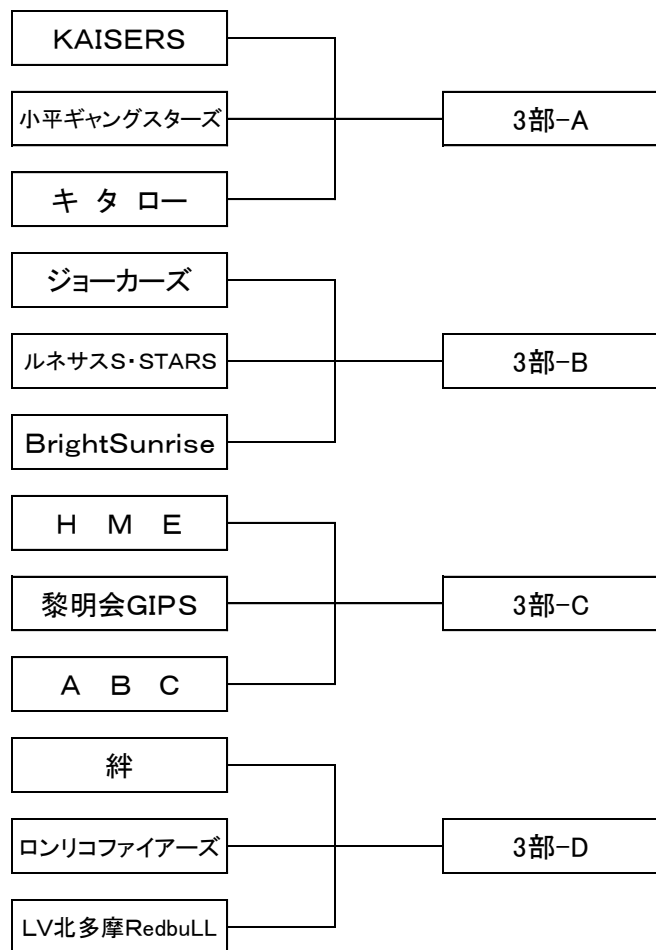 KAISERS
小平ギャングスターズ
3部-A
キ タ ロー
ジョーカーズ
ルネサスS・STARS
3部-B
BrightSunrise
H M E
黎明会GIPS
3部-C
A B C
絆
ロンリコファイアーズ
3部-D
LV北多摩RedbuLL